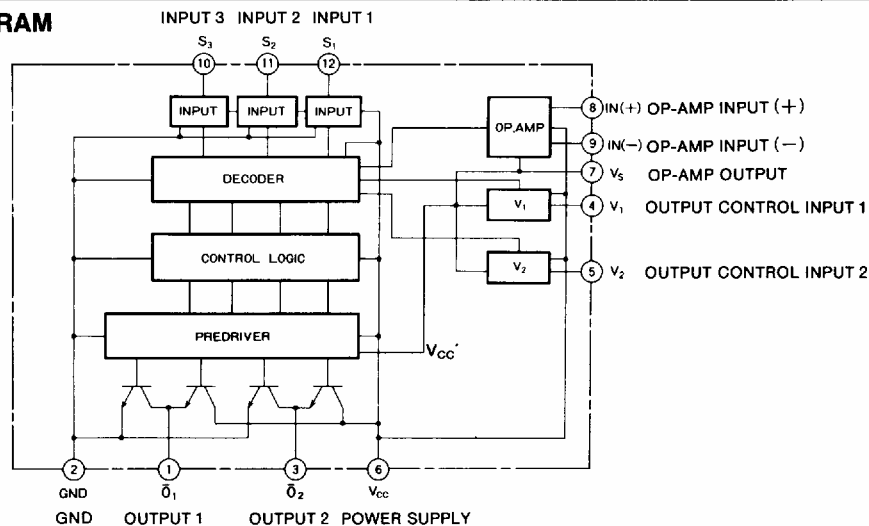 RAM
INPUT 3 INPUT 2 INPUT 1
S₃ S₂ S₁
10 11 12
INPUT INPUT INPUT
OP,AMP
8 IN(+) OP-AMP INPUT (+)
9 IN(−) OP-AMP INPUT (−)
7 Vs OP-AMP OUTPUT
DECODER
V₁ 4 V₁ OUTPUT CONTROL INPUT 1
CONTROL LOGIC
V₂ 5 V₂ OUTPUT CONTROL INPUT 2
PREDRIVER
Vcc'
2 1 3 6
GND Ō₁ Ō₂ Vcc
GND OUTPUT 1 OUTPUT 2 POWER SUPPLY